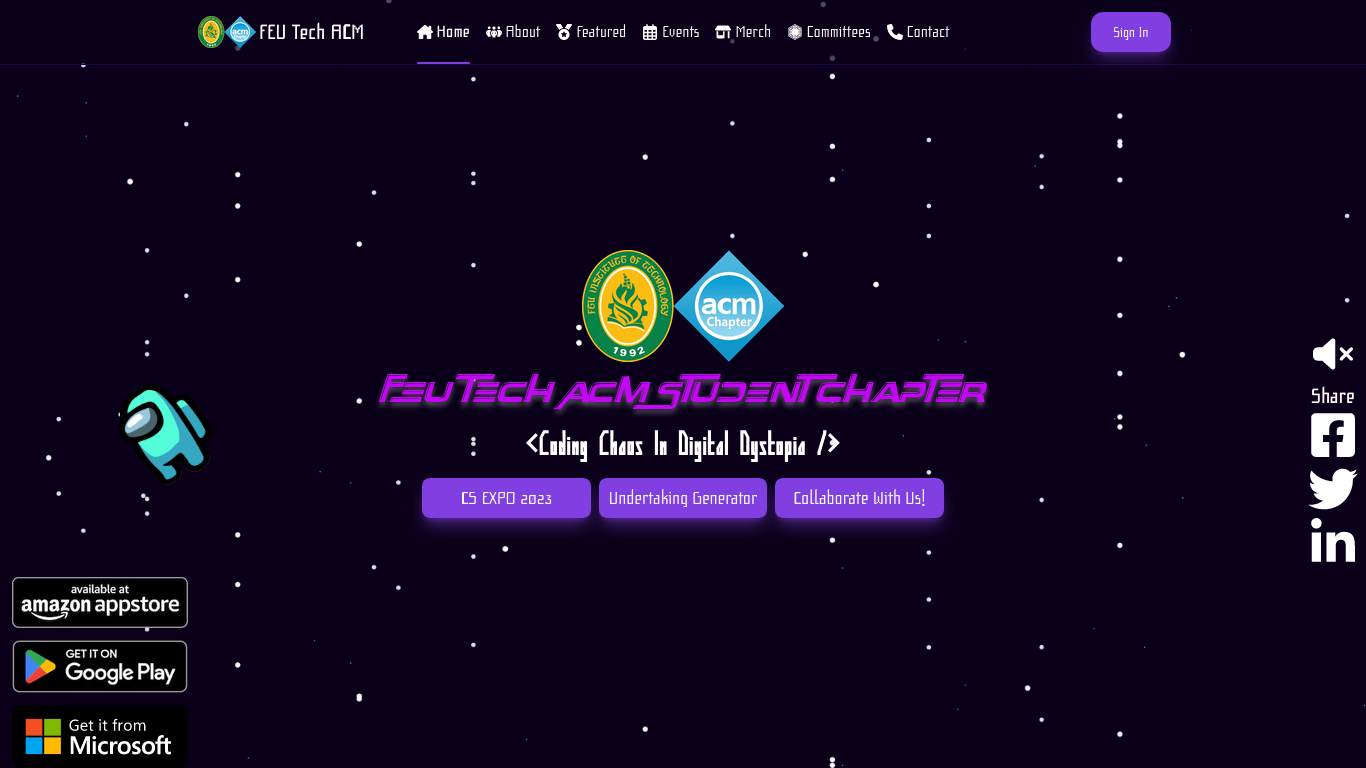 FEU Tech ACM
Home
About
Featured
Events
Merch
Committees
Contact
Sign In
FEU INSTITUTE OF TECHNOLOGY
1992
acm
Chapter
FEU TECH ACM STUDENT CHAPTER
<Coding Chaos In Digital Dystopia />
CS EXPO 2023
Undertaking Generator
Collaborate With Us!
Share
available at
amazon appstore
GET IT ON
Google Play
Get it from
Microsoft